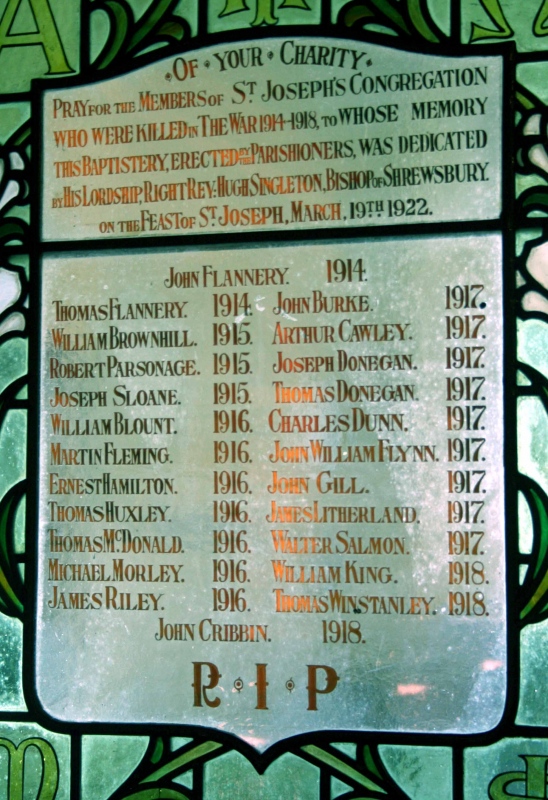 OF • YOUR • CHARITY
PRAY FOR THE MEMBERS OF ST JOSEPH'S CONGREGATION
WHO WERE KILLED IN THE WAR 1914-1918, TO WHOSE MEMORY
THIS BAPTISTERY, ERECTED BY THE PARISHIONERS, WAS DEDICATED
BY HIS LORDSHIP, RIGHT REV: HUGH SINGLETON, BISHOP OF SHREWSBURY.
ON THE FEAST OF ST JOSEPH, MARCH, 19TH 1922.
JOHN FLANNERY. 1914.
THOMAS FLANNERY. 1914. JOHN BURKE. 1917.
WILLIAM BROWNHILL. 1915. ARTHUR CAWLEY. 1917.
ROBERT PARSONAGE. 1915. JOSEPH DONEGAN. 1917.
JOSEPH SLOANE. 1915. THOMAS DONEGAN. 1917.
WILLIAM BLOUNT. 1916. CHARLES DUNN. 1917.
MARTIN FLEMING. 1916. JOHN WILLIAM FLYNN. 1917.
ERNEST HAMILTON. 1916. JOHN GILL. 1917.
THOMAS HUXLEY. 1916. JAMES LITHERLAND. 1917.
THOMAS McDONALD. 1916. WALTER SALMON. 1917.
MICHAEL MORLEY. 1916. WILLIAM KING. 1918.
JAMES RILEY. 1916. THOMAS WINSTANLEY. 1918.
JOHN CRIBBIN. 1918.
R • I • P